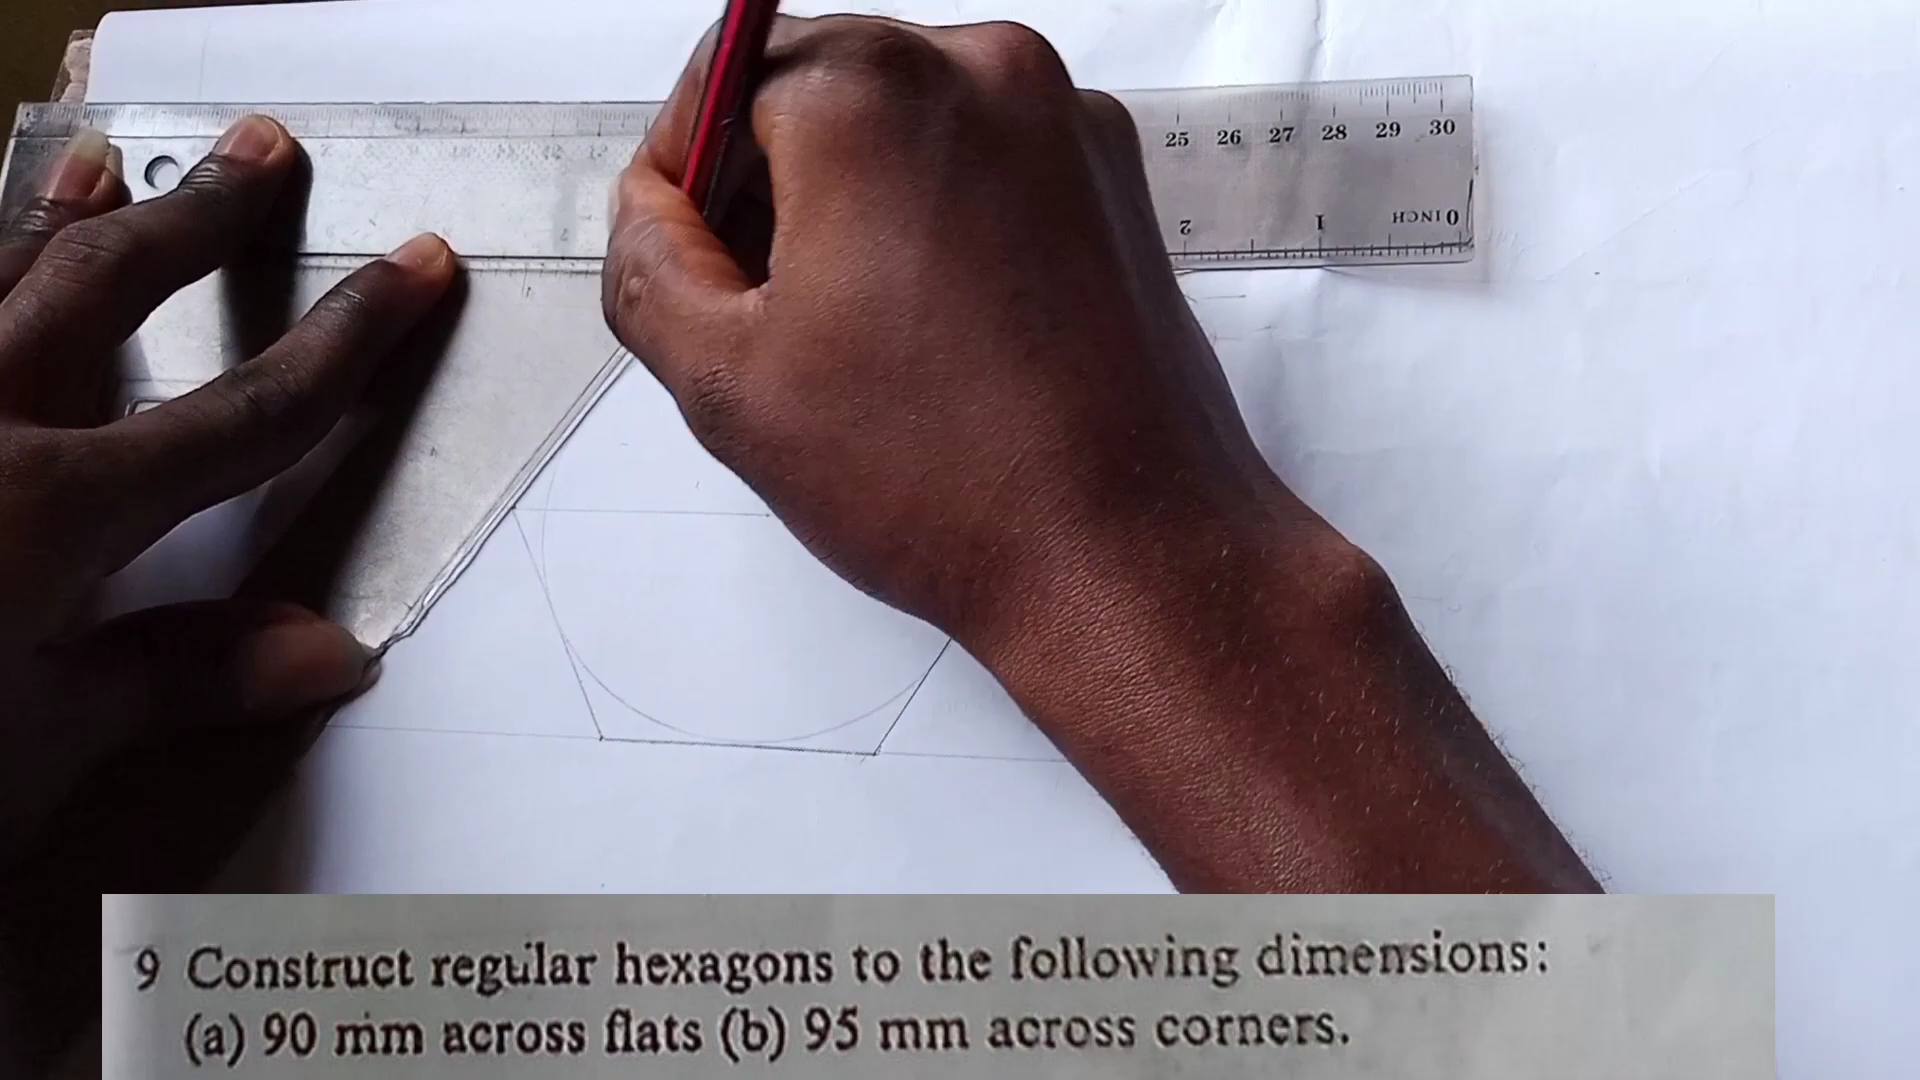 25 26 27 28 29 30
2 1 0 INCH
9 Construct regular hexagons to the following dimensions:
(a) 90 mm across flats (b) 95 mm across corners.